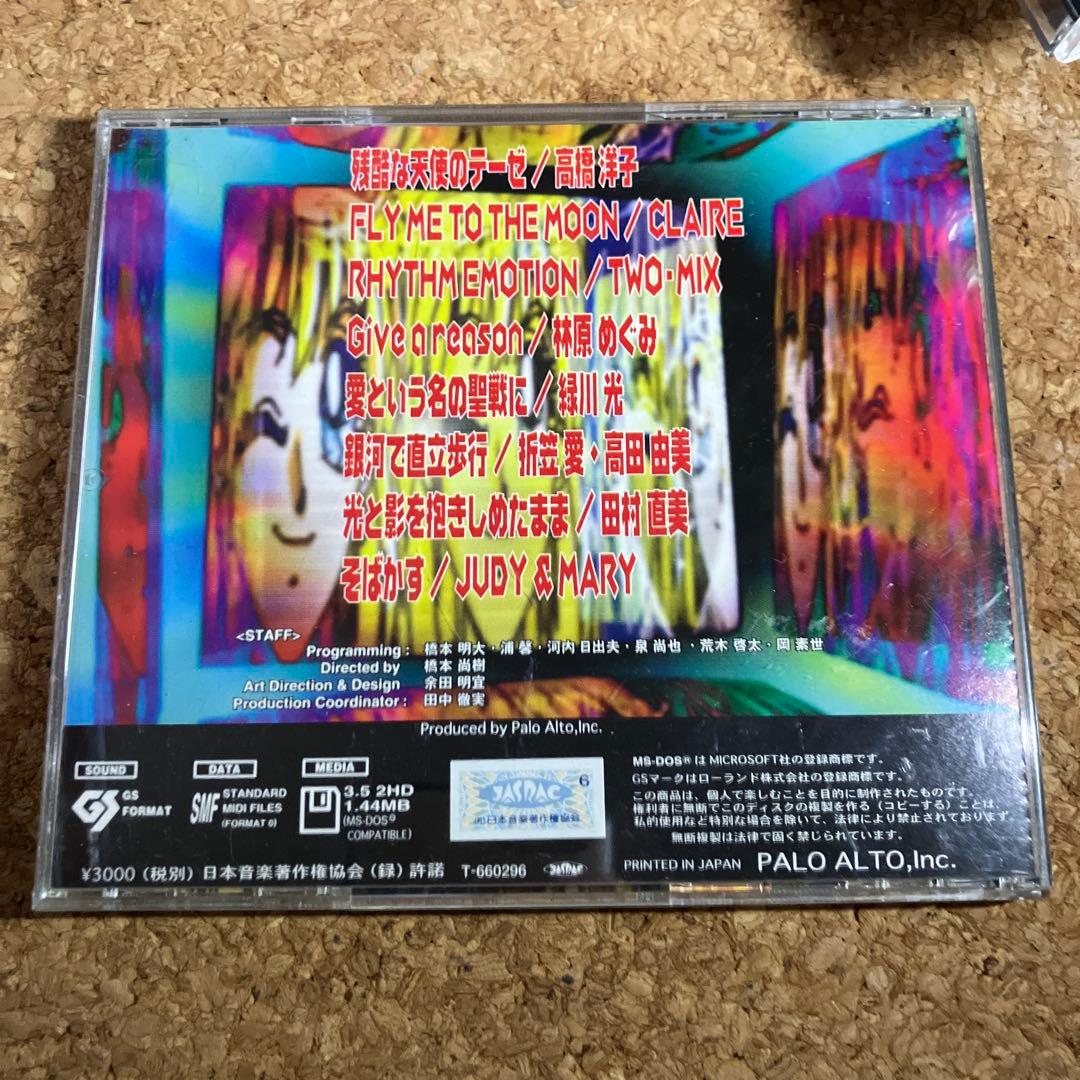 残酷な天使のテーゼ / 高橋 洋子
FLY ME TO THE MOON / CLAIRE
RHYTHM EMOTION / TWO-MIX
Give a reason / 林原 めぐみ
愛という名の聖戦に / 緑川 光
銀河で直立歩行 / 折笠 愛・高田 由美
光と影を抱きしめたまま / 田村 直美
そばかす / JUDY & MARY
<STAFF>
Programming : 橋本 明大・浦 馨・河内 日出夫・泉 尚也 ・荒木 啓太・岡 素世
Directed by 橋本 尚樹
Art Direction & Design 余田 明宜
Production Coordinator : 田中 徹実
Produced by Palo Alto,Inc.
SOUND
GS
GS FORMAT
DATA
SMF
STANDARD MIDI FILES
(FORMAT 0)
MEDIA
3.5 2HD
1.44MB
(MS-DOS® COMPATIBLE)
6
JASRAC
(社)日本音楽著作権協会
MS-DOS® は MICROSOFT社の登録商標です。
GSマークはローランド株式会社の登録商標です。
この商品は、個人で楽しむことを目的に制作されたものです。
権利者に無断でこのディスクの複製を作る（コピーする）ことは、
私的使用など特別な場合を除いて、法律により禁止されております。
無断複製は法律で固く禁じられています。
¥3000（税別）日本音楽著作権協会（録）許諾 T-660296 JASRAC
PRINTED IN JAPAN PALO ALTO,Inc.